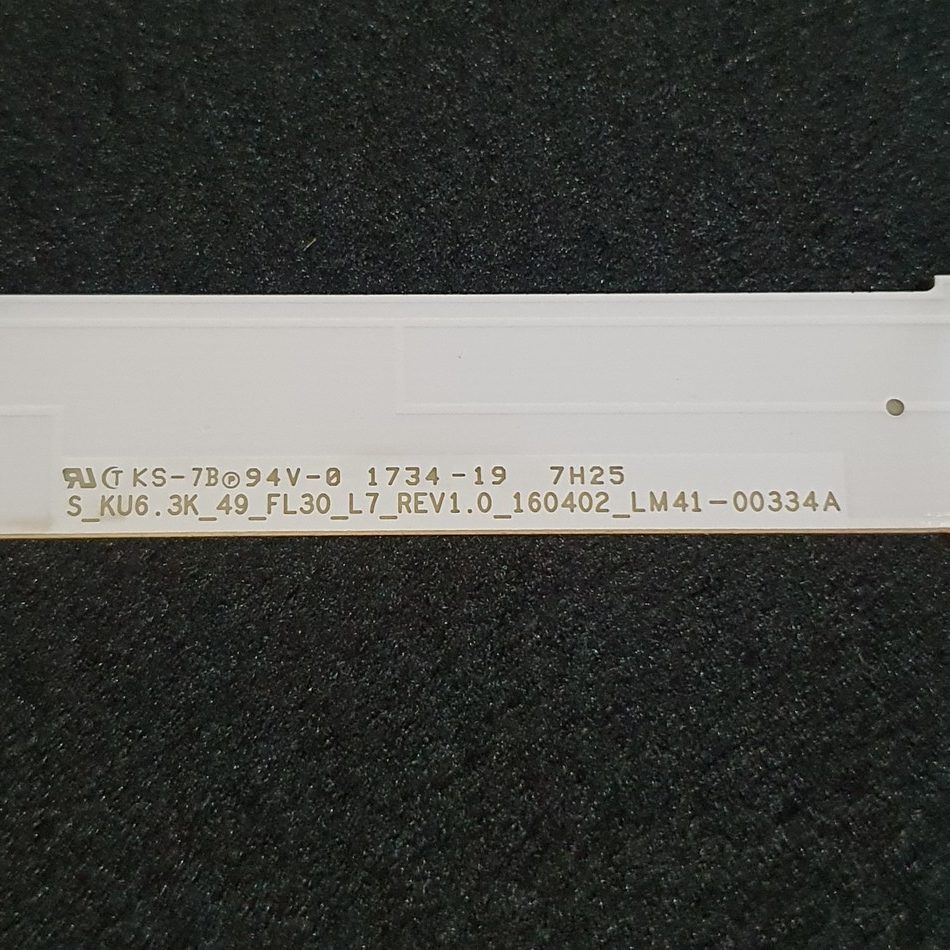 KS-7B℗94V-0 1734-19 7H25
S_KU6.3K_49_FL30_L7_REV1.0_160402_LM41-00334A